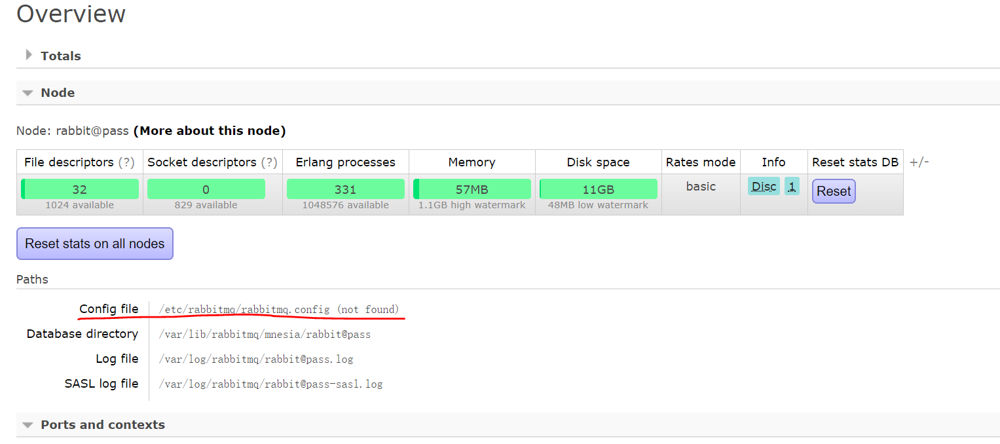 Overview
Totals
Node
Node: rabbit@pass (More about this node)
File descriptors (?) Socket descriptors (?) Erlang processes Memory Disk space Rates mode Info Reset stats DB +/-
32 0 331 57MB 11GB basic Disc 1 Reset
1024 available 829 available 1048576 available 1.1GB high watermark 48MB low watermark
Reset stats on all nodes
Paths
Config file /etc/rabbitmq/rabbitmq.config (not found)
Database directory /var/lib/rabbitmq/mnesia/rabbit@pass
Log file /var/log/rabbitmq/rabbit@pass.log
SASL log file /var/log/rabbitmq/rabbit@pass-sasl.log
Ports and contexts